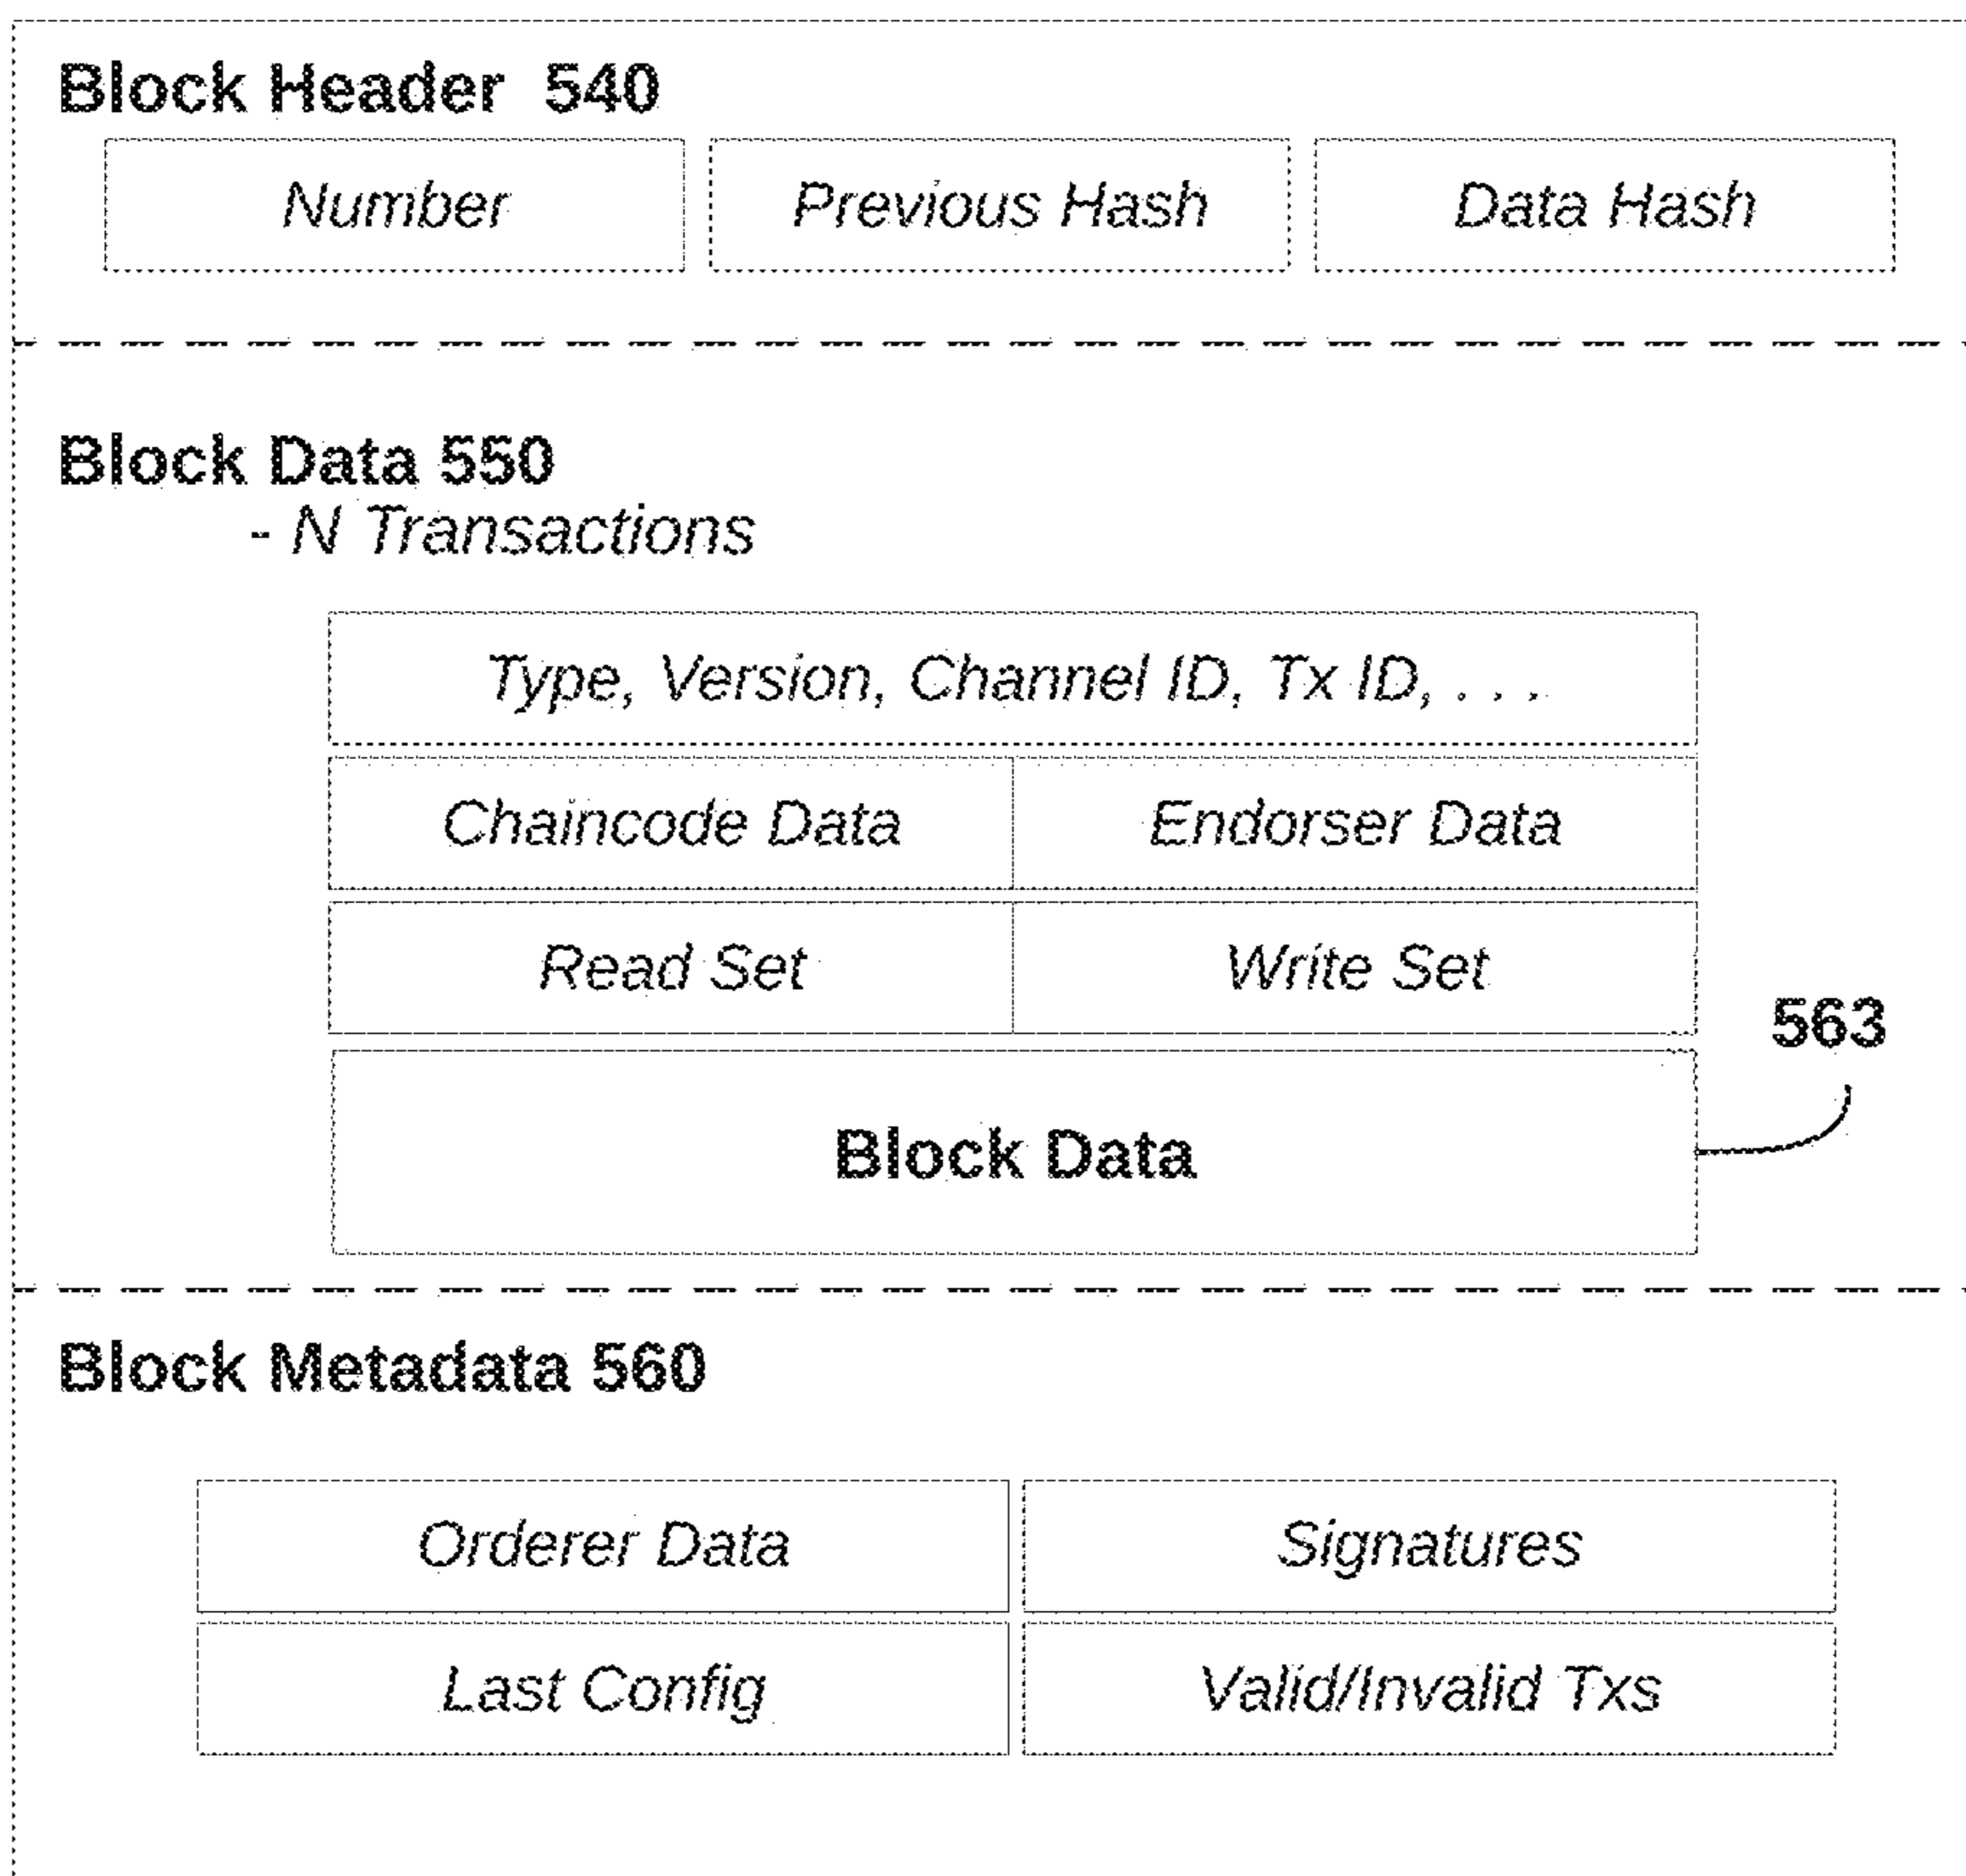 Block Header 540
Number
Previous Hash
Data Hash
Block Data 550
- N Transactions
Type, Version, Channel ID, Tx ID, . . .
Chaincode Data
Endorser Data
Read Set
Write Set
563
Block Data
Block Metadata 560
Orderer Data
Signatures
Last Config
Valid/Invalid Txs